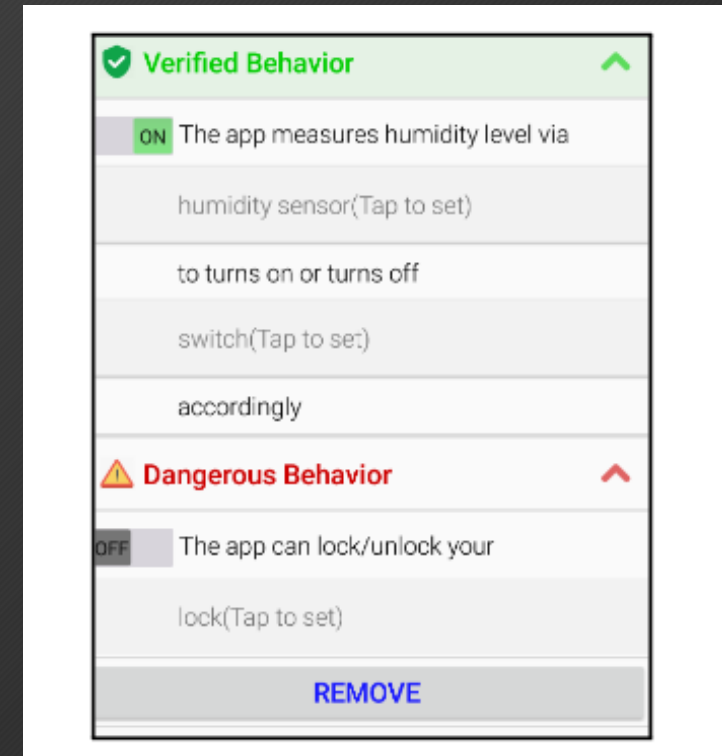 Verified Behavior
ON The app measures humidity level via
humidity sensor(Tap to set)
to turns on or turns off
switch(Tap to set)
accordingly
Dangerous Behavior
OFF The app can lock/unlock your
lock(Tap to set)
REMOVE